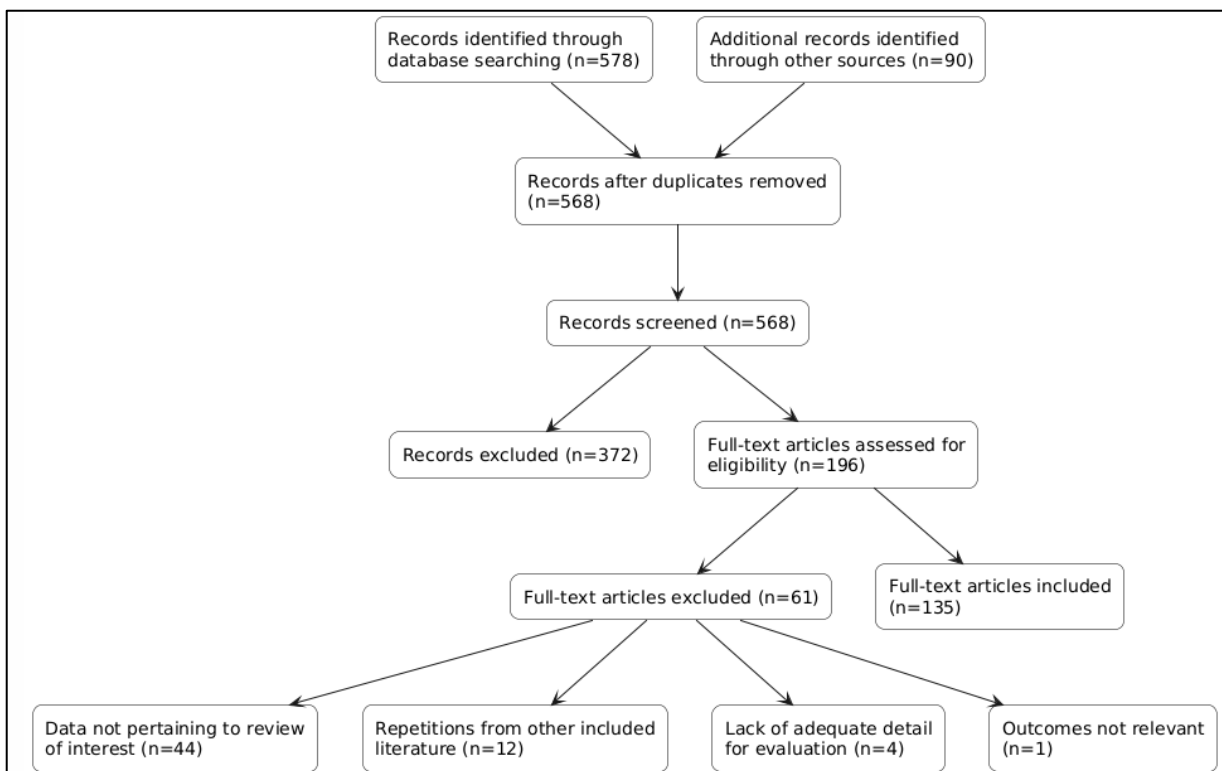 Records identified through
database searching (n=578)
Additional records identified
through other sources (n=90)
Records after duplicates removed
(n=568)
Records screened (n=568)
Records excluded (n=372)
Full-text articles assessed for
eligibility (n=196)
Full-text articles excluded (n=61)
Full-text articles included
(n=135)
Data not pertaining to review
of interest (n=44)
Repetitions from other included
literature (n=12)
Lack of adequate detail
for evaluation (n=4)
Outcomes not relevant
(n=1)